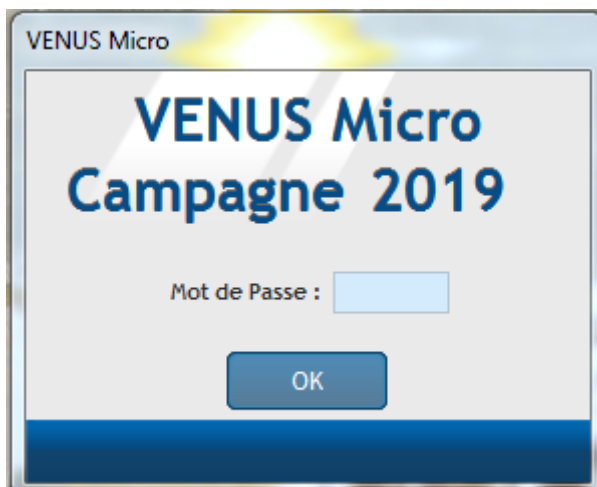 VENUS Micro
VENUS Micro
Campagne 2019
Mot de Passe :
OK